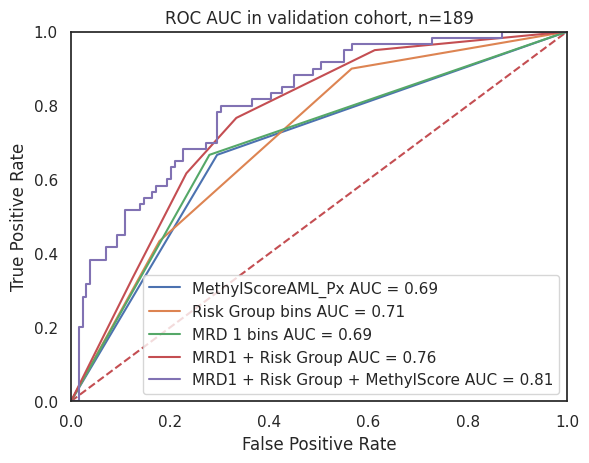 ROC AUC in validation cohort, n=189
1.0
0.8
0.6
0.4
0.2
0.0
True Positive Rate
MethylScoreAML_Px AUC = 0.69
Risk Group bins AUC = 0.71
MRD 1 bins AUC = 0.69
MRD1 + Risk Group AUC = 0.76
MRD1 + Risk Group + MethylScore AUC = 0.81
0.0 0.2 0.4 0.6 0.8 1.0
False Positive Rate